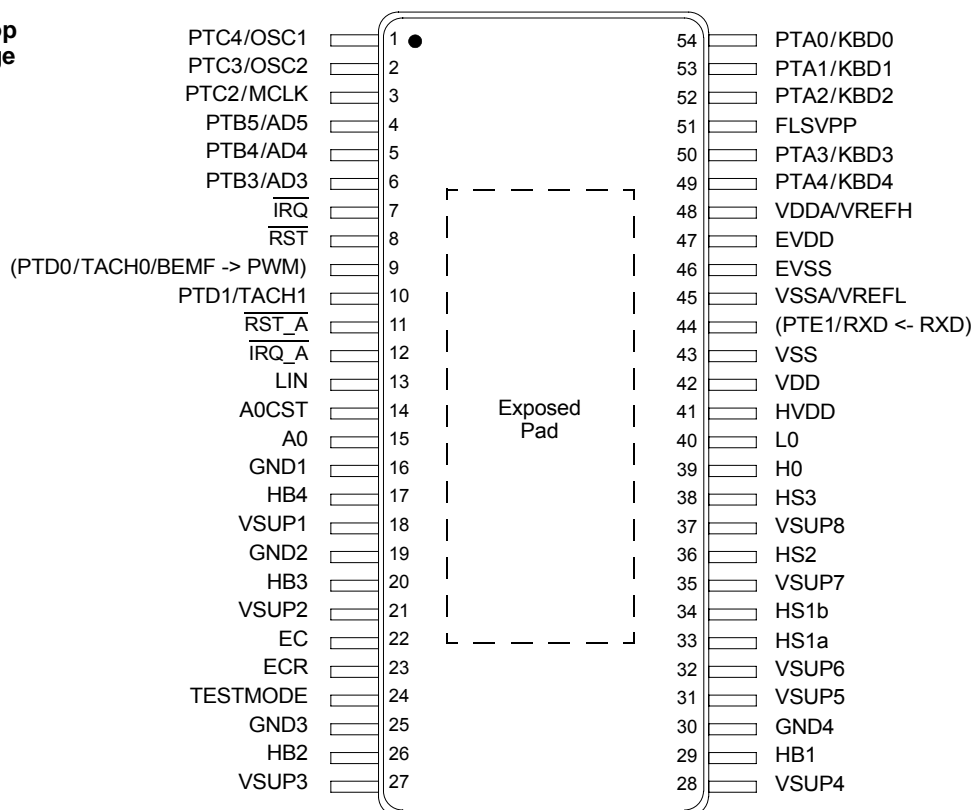 op
ge
PTC4/OSC1 1 54 PTA0/KBD0
PTC3/OSC2 2 53 PTA1/KBD1
PTC2/MCLK 3 52 PTA2/KBD2
PTB5/AD5 4 51 FLSVPP
PTB4/AD4 5 50 PTA3/KBD3
PTB3/AD3 6 49 PTA4/KBD4
IRQ 7 48 VDDA/VREFH
RST 8 47 EVDD
(PTD0/TACH0/BEMF -> PWM) 9 46 EVSS
PTD1/TACH1 10 45 VSSA/VREFL
RST_A 11 44 (PTE1/RXD <- RXD)
IRQ_A 12 43 VSS
LIN 13 42 VDD
A0CST 14 41 HVDD
Exposed
Pad
A0 15 40 L0
GND1 16 39 H0
HB4 17 38 HS3
VSUP1 18 37 VSUP8
GND2 19 36 HS2
HB3 20 35 VSUP7
VSUP2 21 34 HS1b
EC 22 33 HS1a
ECR 23 32 VSUP6
TESTMODE 24 31 VSUP5
GND3 25 30 GND4
HB2 26 29 HB1
VSUP3 27 28 VSUP4